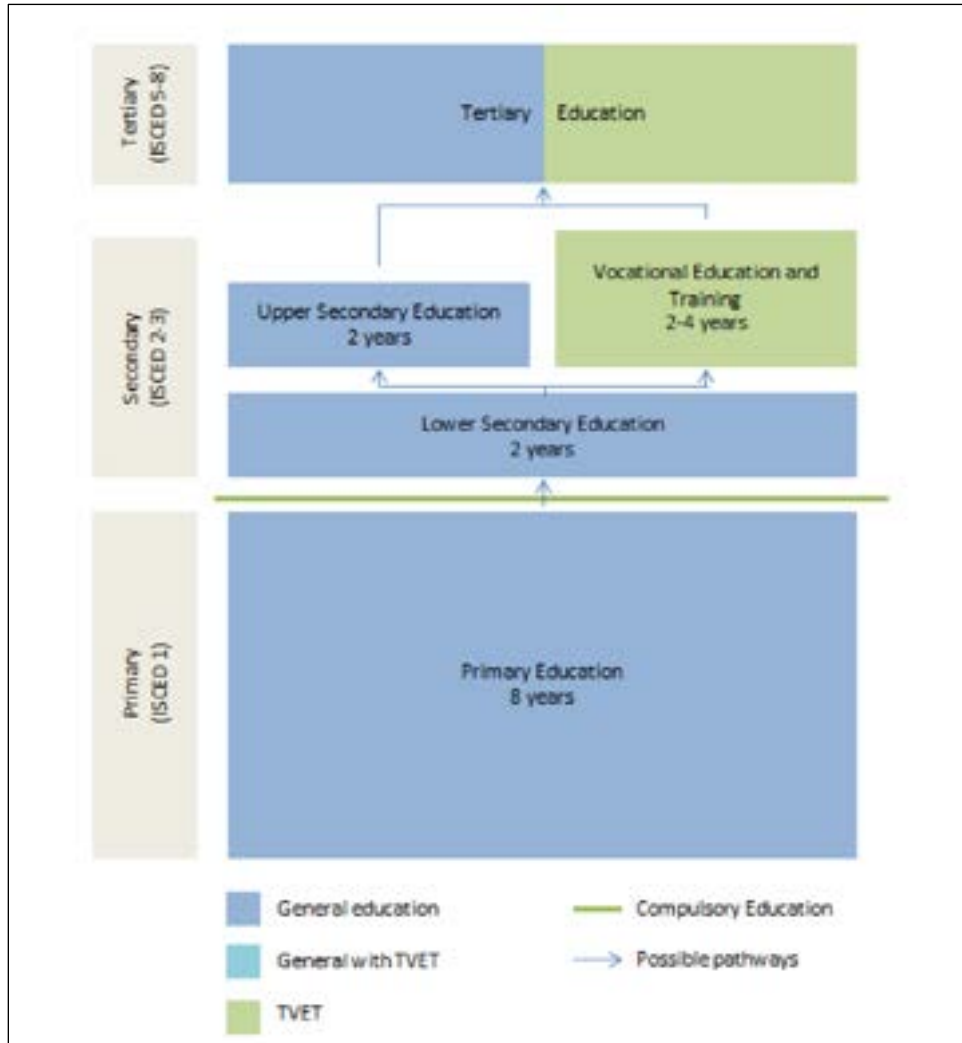 Tertiary
(ISCED 5-8)
Tertiary Education
Secondary
(ISCED 2-3)
Vocational Education and
Training
2-4 years
Upper Secondary Education
2 years
Lower Secondary Education
2 years
Primary
(ISCED 1)
Primary Education
8 years
General education
Compulsory Education
General with TVET
Possible pathways
TVET